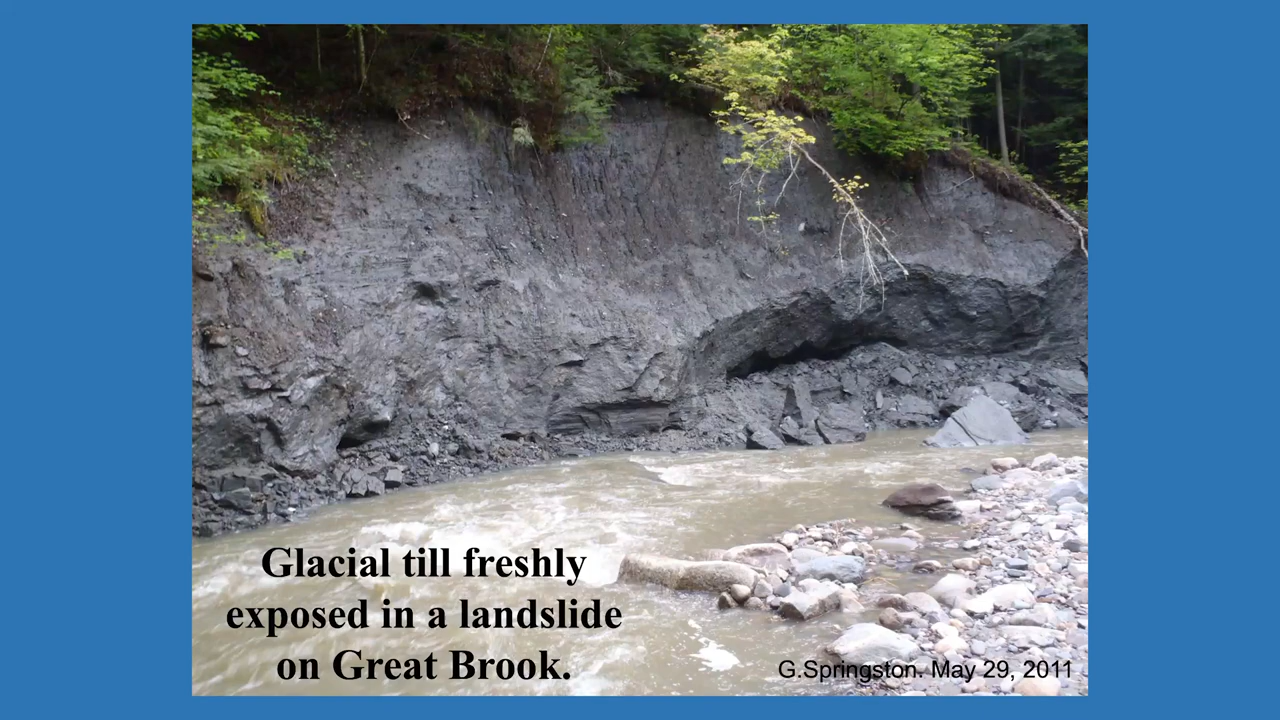 Glacial till freshly
exposed in a landslide
on Great Brook.
G.Springston. May 29, 2011